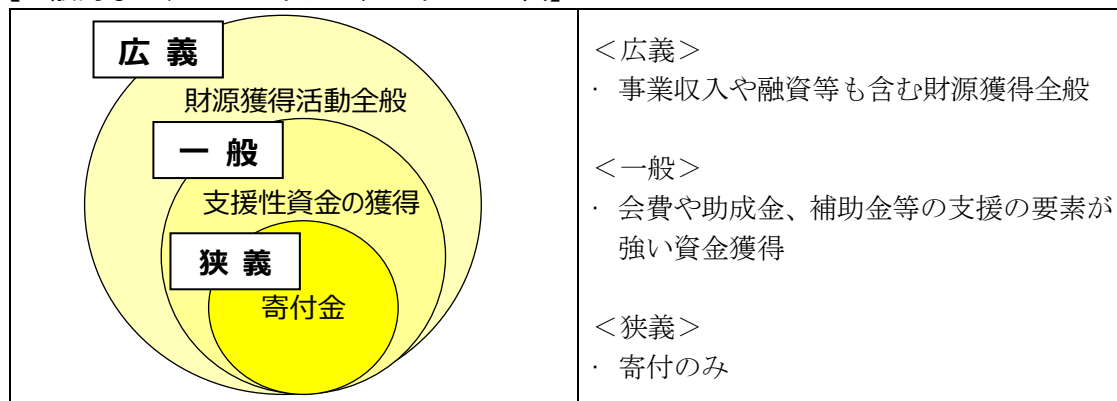 広 義
財源獲得活動全般
一 般
支援性資金の獲得
狭 義
寄付金
＜広義＞
· 事業収入や融資等も含む財源獲得全般
＜一般＞
· 会費や助成金、補助金等の支援の要素が
強い資金獲得
＜狭義＞
· 寄付のみ